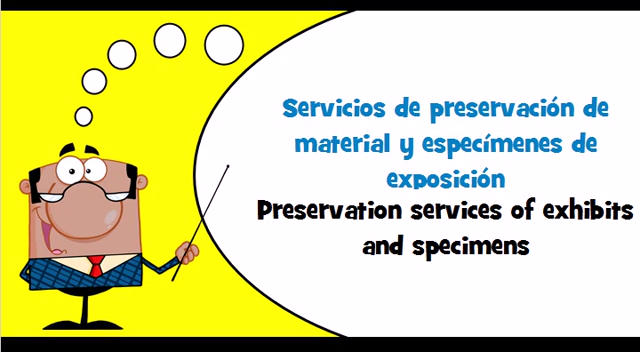 Servicios de preservación de
material y especímenes de
exposición
Preservation services of exhibits
and specimens